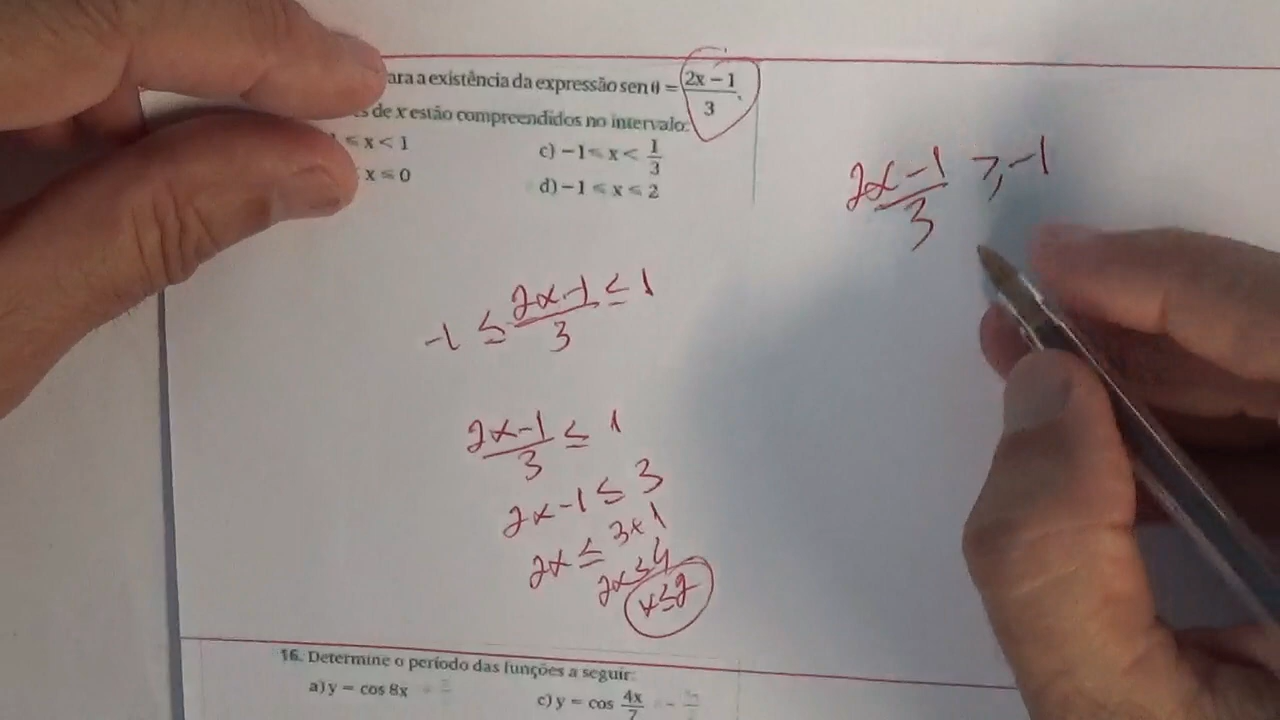 ara a existência da expressão sen θ = (2x – 1)/3.
s de x estão compreendidos no intervalo:
≤ x < 1
c) –1 ≤ x < 1/3
x ≤ 0
d) –1 ≤ x ≤ 2
2x – 1/3 ≥ -1
-1 ≤ 2x-1/3 ≤ 1
2x-1/3 ≤ 1
2x-1 ≤ 3
2x ≤ 3+1
2x ≤ 4
x ≤ 2
16. Determine o período das funções a seguir:
a) y = cos 8x
c) y = cos 4x/7